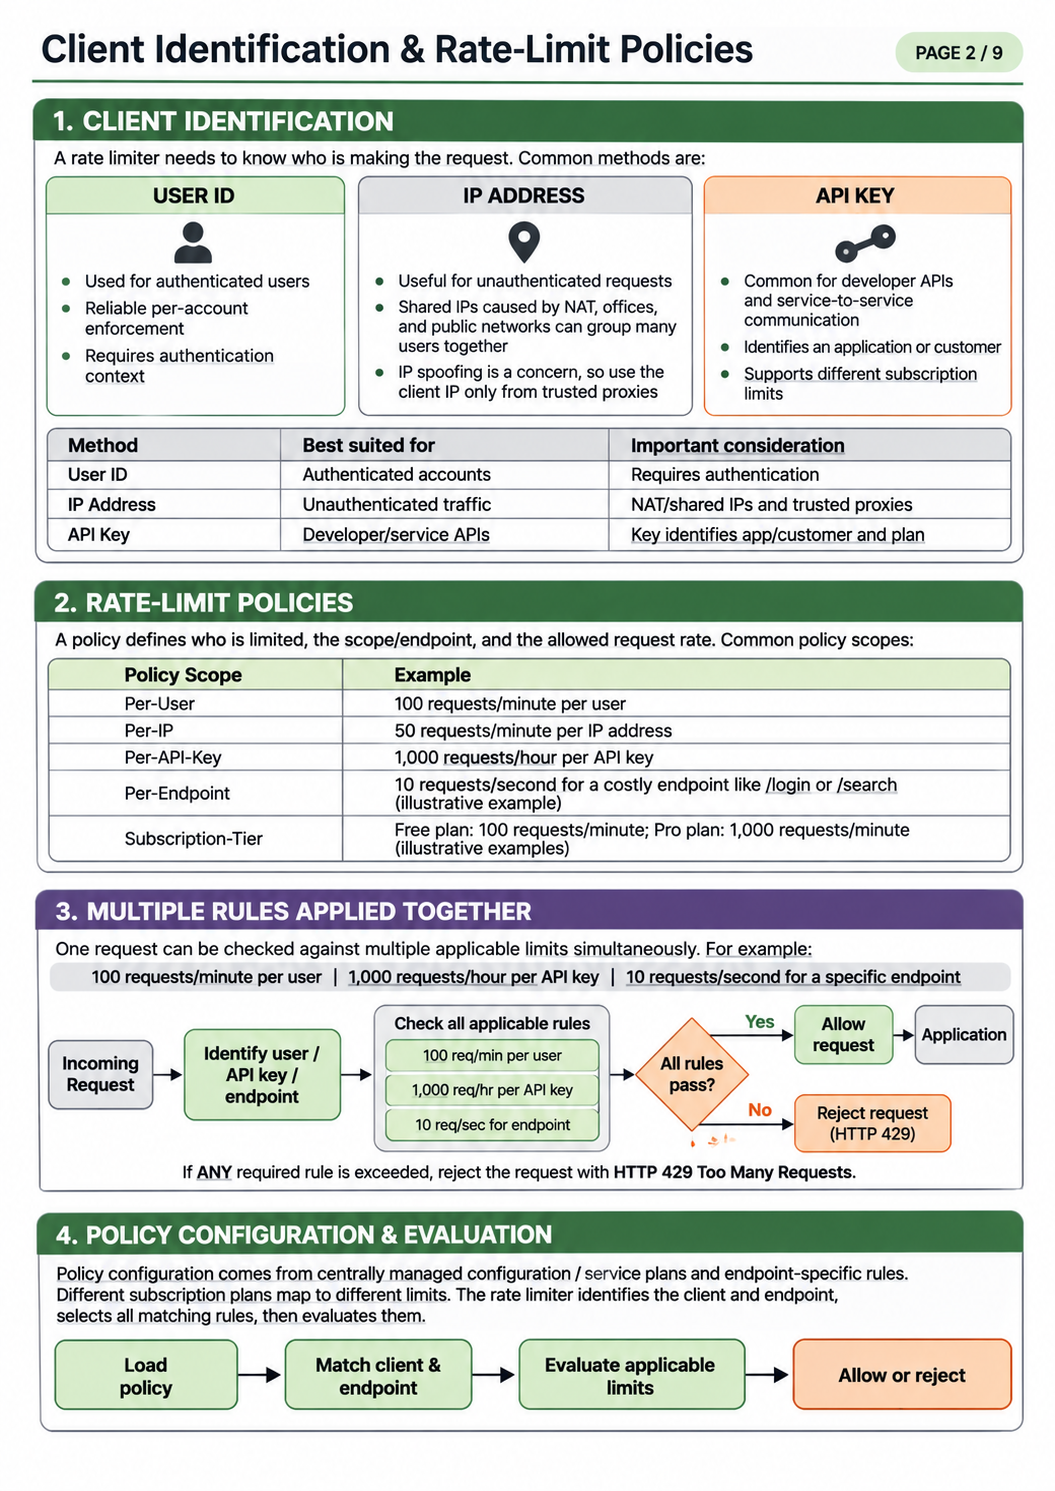 Client Identification & Rate-Limit Policies
PAGE 2 / 9
1. CLIENT IDENTIFICATION
A rate limiter needs to know who is making the request. Common methods are:
USER ID
Used for authenticated users
Reliable per-account
enforcement
Requires authentication
context
IP ADDRESS
Useful for unauthenticated requests
Shared IPs caused by NAT, offices,
and public networks can group many
users together
IP spoofing is a concern, so use the
client IP only from trusted proxies
API KEY
Common for developer APIs
and service-to-service
communication
Identifies an application or customer
Supports different subscription
limits
Method Best suited for Important consideration
User ID Authenticated accounts Requires authentication
IP Address Unauthenticated traffic NAT/shared IPs and trusted proxies
API Key Developer/service APIs Key identifies app/customer and plan
2. RATE-LIMIT POLICIES
A policy defines who is limited, the scope/endpoint, and the allowed request rate. Common policy scopes:
Policy Scope Example
Per-User 100 requests/minute per user
Per-IP 50 requests/minute per IP address
Per-API-Key 1,000 requests/hour per API key
Per-Endpoint 10 requests/second for a costly endpoint like /login or /search
(illustrative example)
Subscription-Tier Free plan: 100 requests/minute; Pro plan: 1,000 requests/minute
(illustrative examples)
3. MULTIPLE RULES APPLIED TOGETHER
One request can be checked against multiple applicable limits simultaneously. For example:
100 requests/minute per user | 1,000 requests/hour per API key | 10 requests/second for a specific endpoint
Incoming
Request
Identify user /
API key /
endpoint
Check all applicable rules
100 req/min per user
1,000 req/hr per API key
10 req/sec for endpoint
All rules
pass?
Yes
Allow
request
Application
No
Reject request
(HTTP 429)
If ANY required rule is exceeded, reject the request with HTTP 429 Too Many Requests.
4. POLICY CONFIGURATION & EVALUATION
Policy configuration comes from centrally managed configuration / service plans and endpoint-specific rules.
Different subscription plans map to different limits. The rate limiter identifies the client and endpoint,
selects all matching rules, then evaluates them.
Load
policy
Match client &
endpoint
Evaluate applicable
limits
Allow or reject